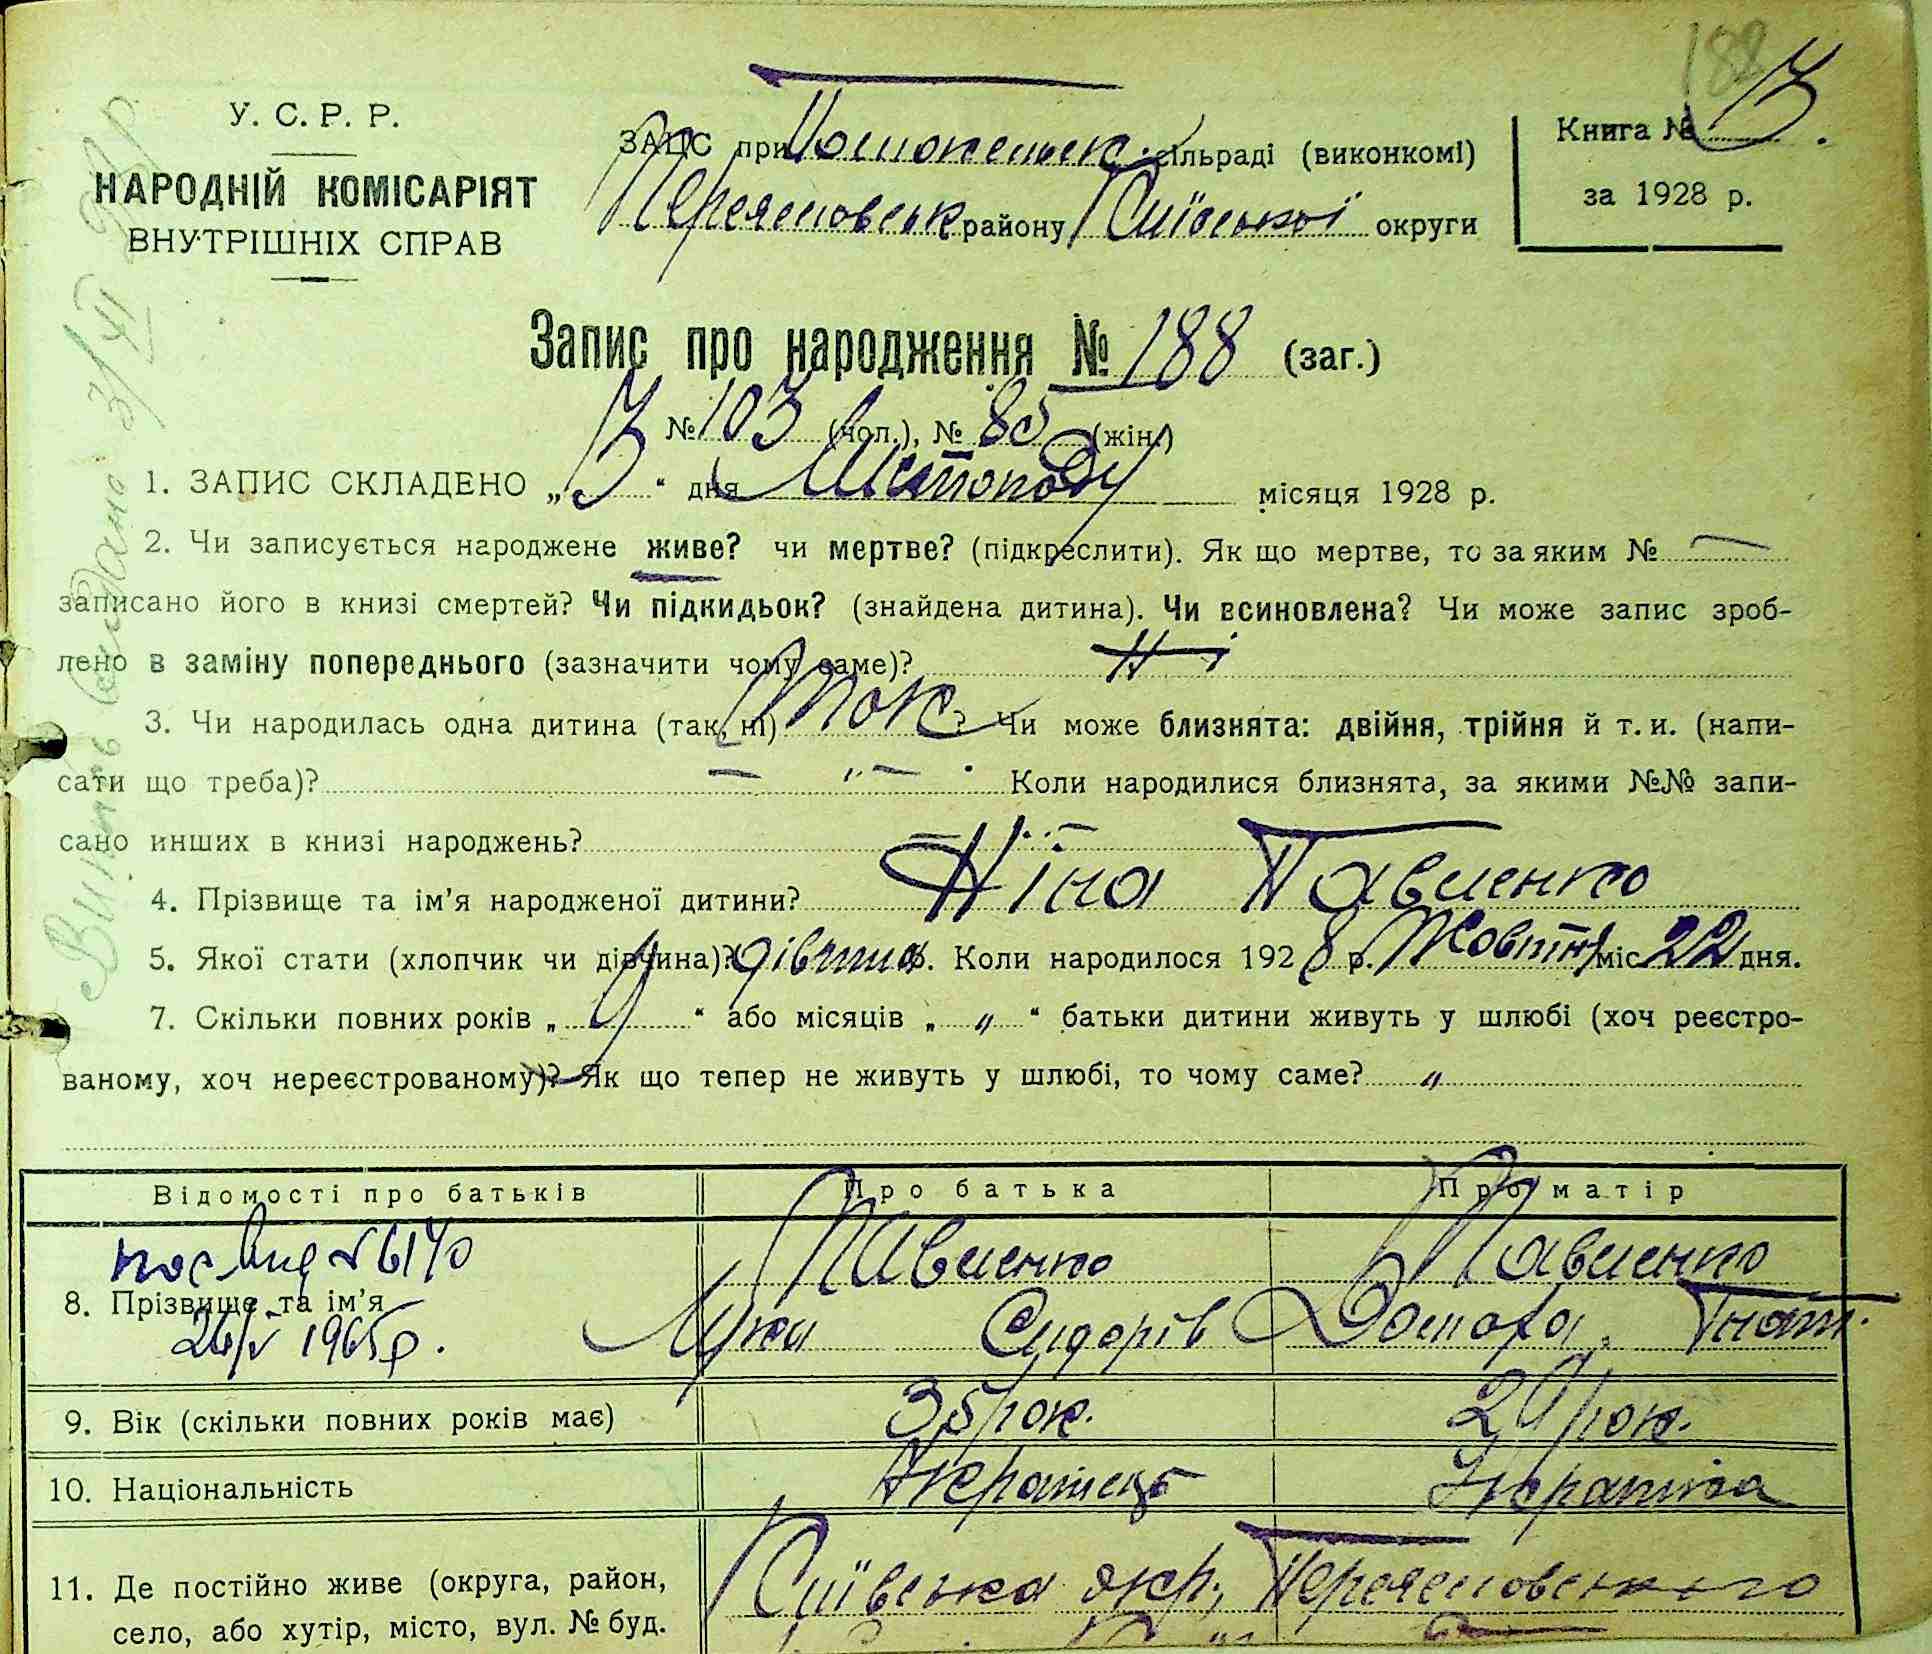 188
У. С. Р. Р.
НАРОДНІЙ КОМІСАРІЯТ
ВНУТРІШНІХ СПРАВ
ЗАГС при сільраді (виконкомі)
Переяславськ району Київської округи
Книга № 3.
за 1928 р.
Запис про народження № 188 (заг.)
№ 103 (чол.), № 85 (жін.)
1. ЗАПИС СКЛАДЕНО „3“ дня Листопаду місяця 1928 р.
2. Чи записується народжене живе? чи мертве? (підкреслити). Як що мертве, то за яким № —
записано його в книзі смертей? Чи підкидьок? (знайдена дитина). Чи всиновлена? Чи може запис зроб-
лено в заміну попереднього (зазначити чому саме)? Ні
3. Чи народилась одна дитина (так, ні) Так? Чи може близнята: двійня, трійня й т. и. (напи-
сати що треба)? — „ — Коли народилися близнята, за якими №№ запи-
сано инших в книзі народжень?
4. Прізвище та ім’я народженої дитини? Ніна Павленко
5. Якої стати (хлопчик чи дівчина)? дівчина. Коли народилося 1928 р. Жовтня міс 22 дня.
7. Скільки повних років „9“ або місяців „ „ “ батьки дитини живуть у шлюбі (хоч реєстро-
ваному, хоч нереєстрованому)? Як що тепер не живуть у шлюбі, то чому саме? „
Відомості про батьків Про батька Про матір
8. Прізвище та ім’я
26/V 1965р.
Павленко
Лука Сидорів
Павленко
Гнат.
9. Вік (скільки повних років має) 35 рок. 29 рок.
10. Національність Українець Українка
11. Де постійно живе (округа, район,
село, або хутір, місто, вул. № буд.
Київська окр, Переяславського